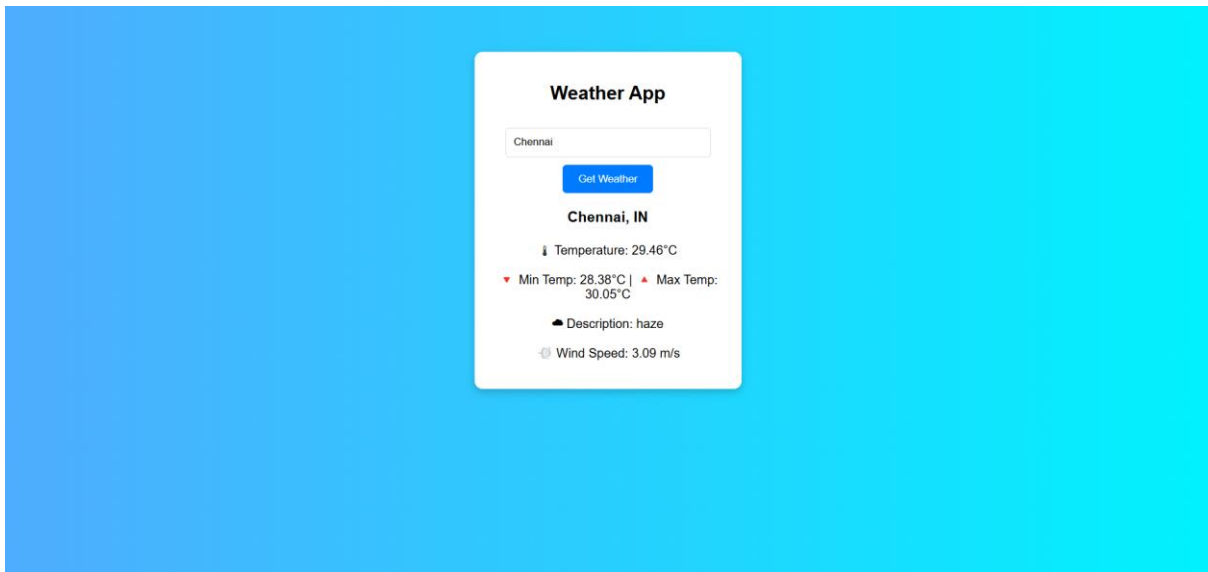 Weather App
Chennai
Get Weather
Chennai, IN
🌡 Temperature: 29.46°C
🔻 Min Temp: 28.38°C | 🔺 Max Temp:
30.05°C
☁ Description: haze
🌬 Wind Speed: 3.09 m/s